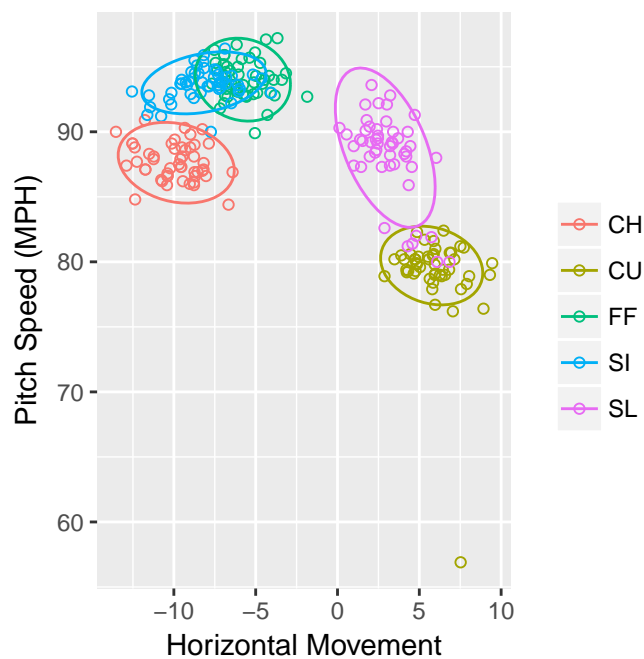 Pitch Speed (MPH)
90
80
70
60
−10
−5
0
5
10
Horizontal Movement
CH
CU
FF
SI
SL